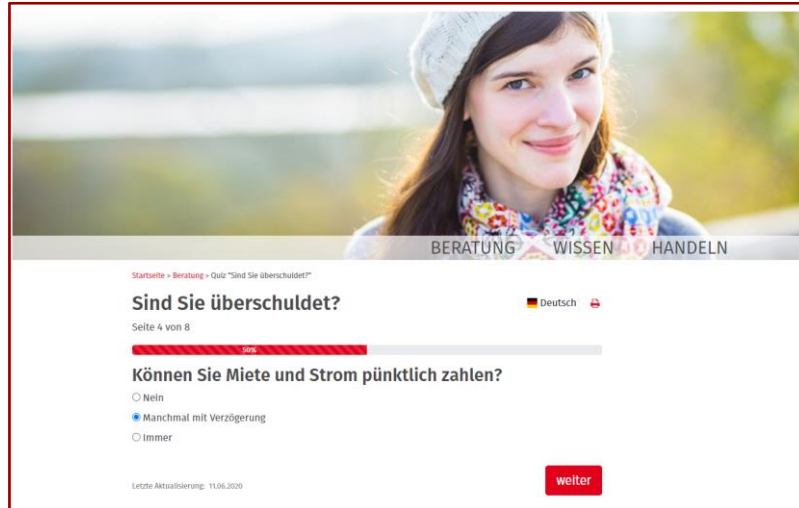 BERATUNG WISSEN HANDELN
Startseite » Beratung » Quiz "Sind Sie überschuldet?"
Sind Sie überschuldet?
Deutsch
Seite 4 von 8
50%
Können Sie Miete und Strom pünktlich zahlen?
Nein
Manchmal mit Verzögerung
Immer
Letzte Aktualisierung: 11.06.2020
weiter